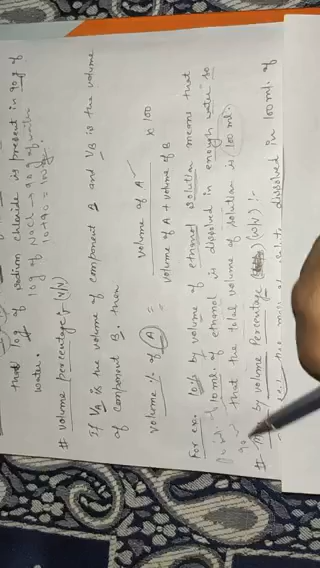 that 10g of sodium chloride is present in 90g of
10g of NaCl → 90g of water
water. 10+90 = 100g
# volume percentage :- (V/V)
If VA is the volume of component A and VB is the volume
of component B. then
volume % of A = Volume of A / Volume of A + volume of B × 100
For ex. 10% by volume of ethanol solution means that
10 ml. of ethanol is dissolved in enough water so
that the total volume of solution is 100 ml.
90
# by volume Percentage (W/V) :-
dissolved in 100 ml. of